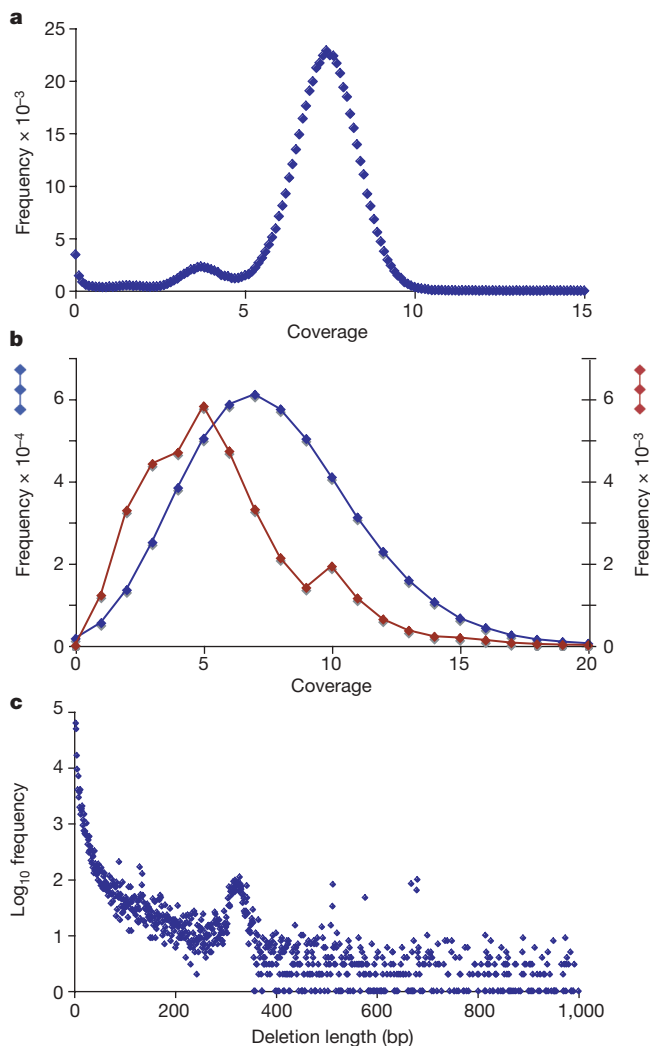 a
25
20
15
10
5
0
Frequency × 10⁻³
0 5 10 15
Coverage
b
6
4
2
0
Frequency × 10⁻⁴
6
4
2
0
Frequency × 10⁻³
0 5 10 15 20
Coverage
c
5
4
3
2
1
0
Log₁₀ frequency
0 200 400 600 800 1,000
Deletion length (bp)